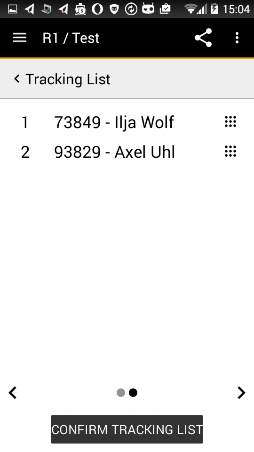 15:04
R1 / Test
Tracking List
1 73849 - Ilja Wolf
2 93829 - Axel Uhl
CONFIRM TRACKING LIST